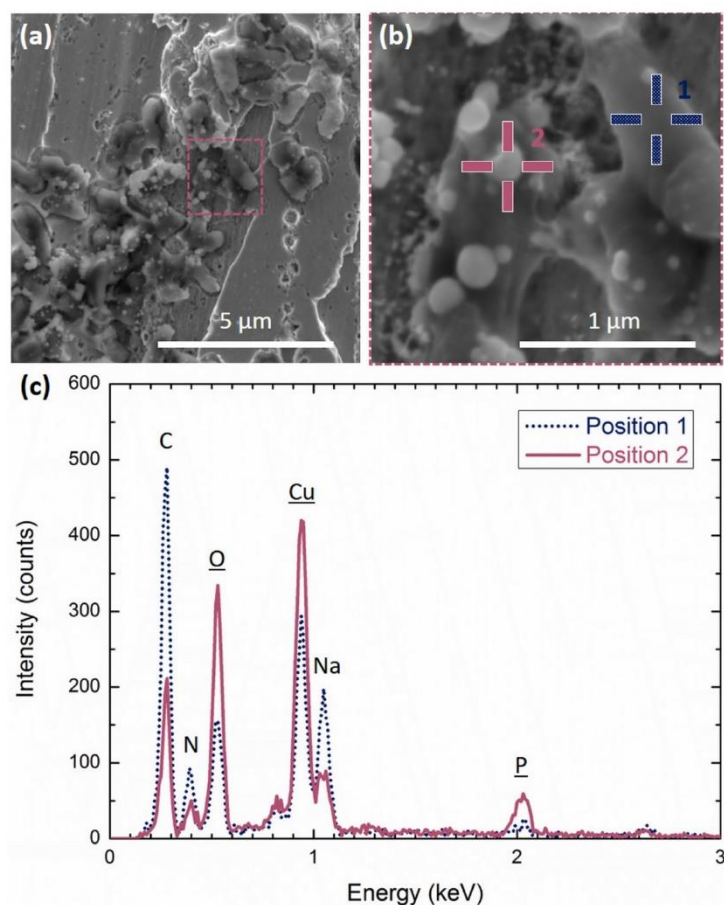 (a)
5 µm
(b)
1
2
1 µm
(c)
600
500
400
300
200
100
0
Intensity (counts)
C
N
O
Cu
Na
P
Position 1
Position 2
0
1
2
3
Energy (keV)